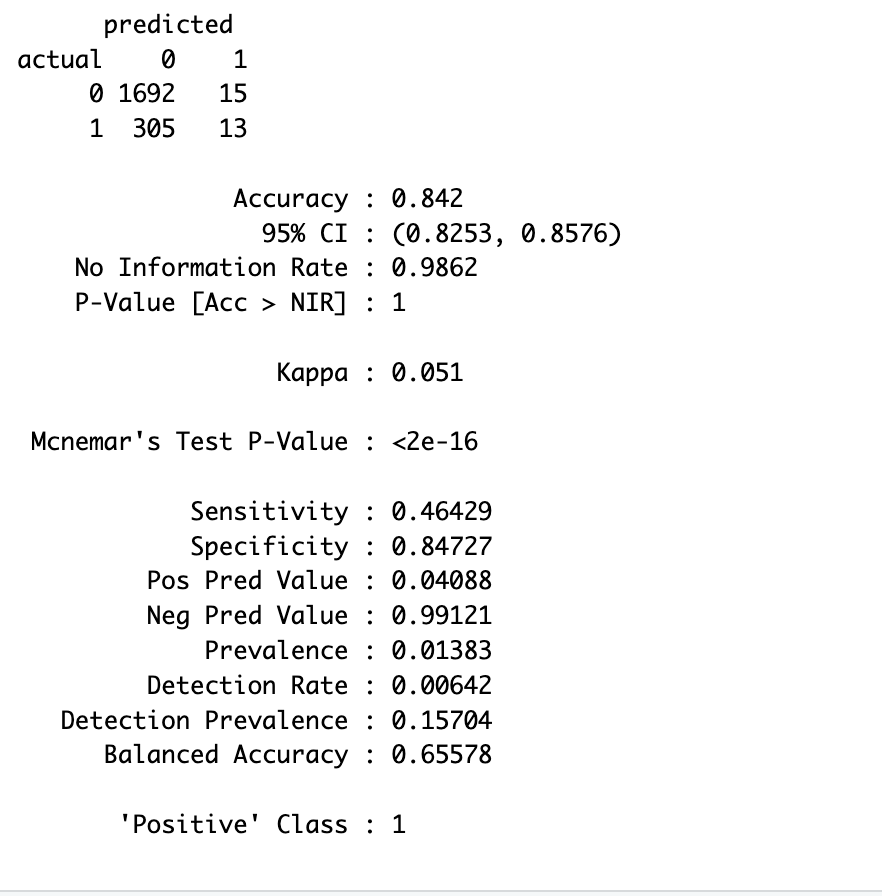 predicted
actual 0 1
0 1692 15
1 305 13
Accuracy : 0.842
95% CI : (0.8253, 0.8576)
No Information Rate : 0.9862
P-Value [Acc > NIR] : 1
Kappa : 0.051
Mcnemar's Test P-Value : <2e-16
Sensitivity : 0.46429
Specificity : 0.84727
Pos Pred Value : 0.04088
Neg Pred Value : 0.99121
Prevalence : 0.01383
Detection Rate : 0.00642
Detection Prevalence : 0.15704
Balanced Accuracy : 0.65578
'Positive' Class : 1